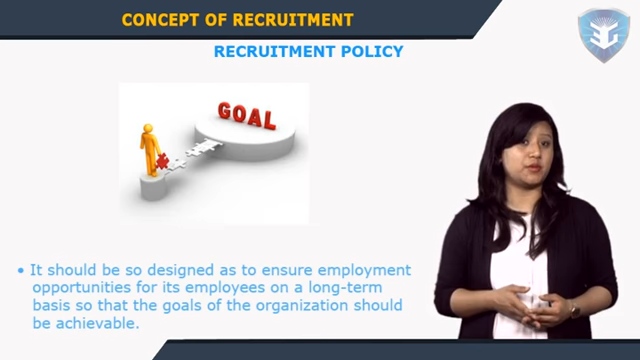 CONCEPT OF RECRUITMENT
RECRUITMENT POLICY
GOAL
• It should be so designed as to ensure employment
opportunities for its employees on a long-term
basis so that the goals of the organization should
be achievable.